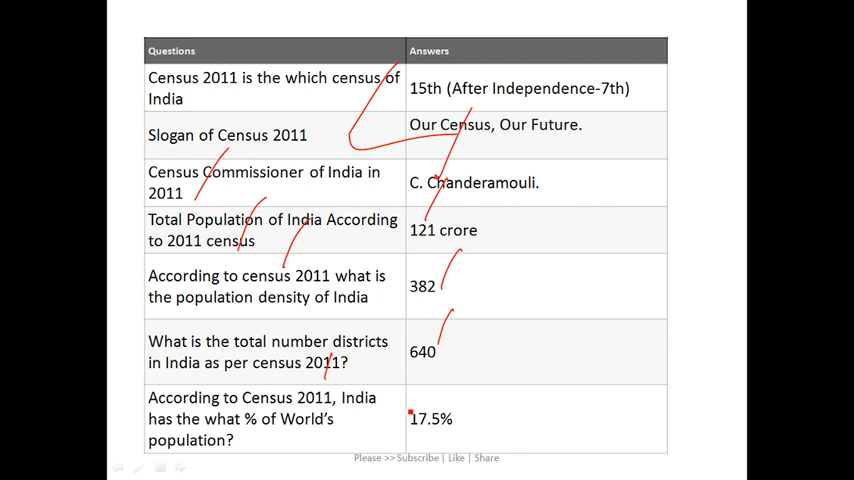 Questions Answers
Census 2011 is the which census of
India
15th (After Independence-7th)
Slogan of Census 2011
Our Census, Our Future.
Census Commissioner of India in
2011
C. Chanderamouli.
Total Population of India According
to 2011 census
121 crore
According to census 2011 what is
the population density of India
382
What is the total number districts
in India as per census 2011?
640
According to Census 2011, India
has the what % of World's
population?
17.5%
Please >> Subscribe | Like | Share